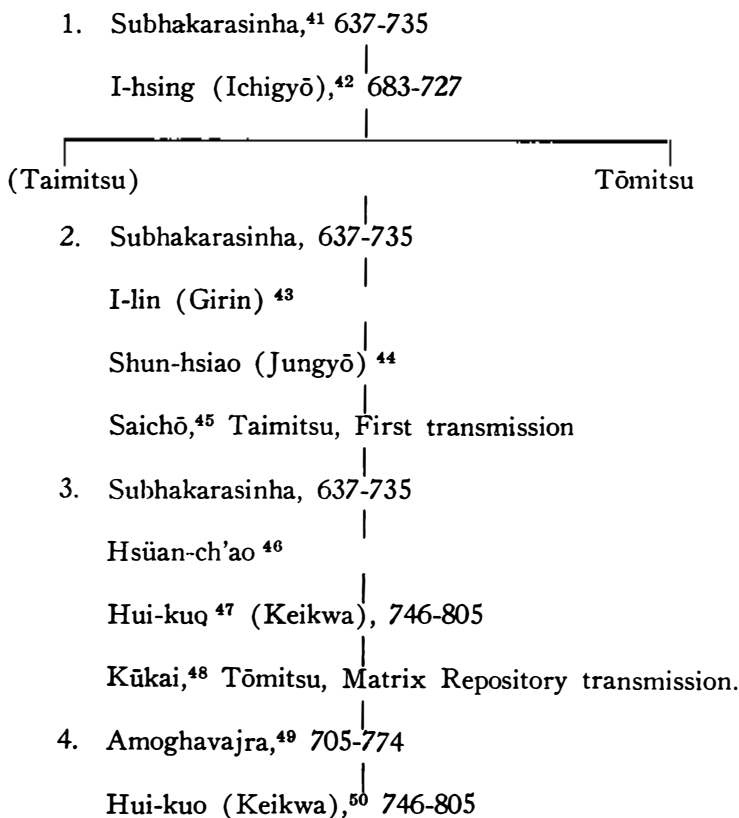 1. Subhakarasinha,⁴¹ 637-735
I-hsing (Ichigyō),⁴² 683-727
(Taimitsu) Tōmitsu
2. Subhakarasinha, 637-735
I-lin (Girin) ⁴³
Shun-hsiao (Jungyō) ⁴⁴
Saichō,⁴⁵ Taimitsu, First transmission
3. Subhakarasinha, 637-735
Hsüan-ch'ao ⁴⁶
Hui-kuo ⁴⁷ (Keikwa), 746-805
Kūkai,⁴⁸ Tōmitsu, Matrix Repository transmission.
4. Amoghavajra,⁴⁹ 705-774
Hui-kuo (Keikwa),⁵⁰ 746-805